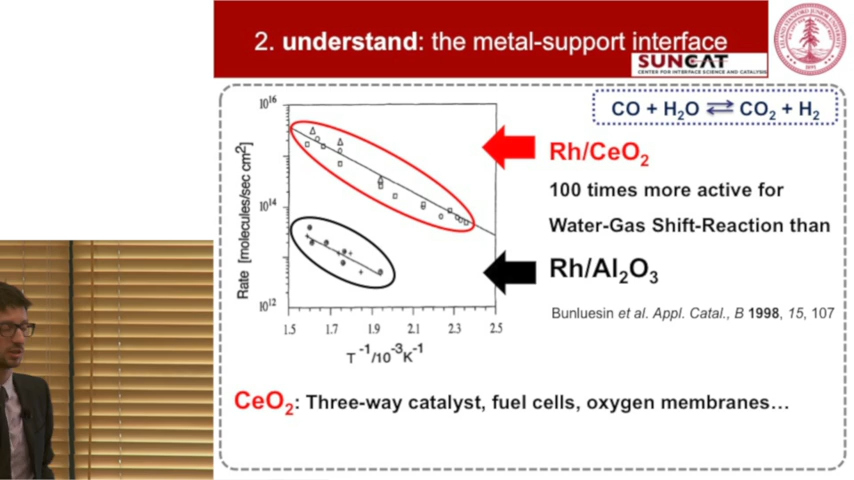 2. understand: the metal-support interface
SUNCAT
CENTER FOR INTERFACE SCIENCE AND CATALYSIS
CO + H₂O ⇄ CO₂ + H₂
10¹⁶
10¹⁴
10¹²
Rate [molecules/sec cm²]
1.5 1.7 1.9 2.1 2.3 2.5
T⁻¹/10⁻³K⁻¹
Rh/CeO₂
100 times more active for
Water-Gas Shift-Reaction than
Rh/Al₂O₃
Bunluesin et al. Appl. Catal., B 1998, 15, 107
CeO₂: Three-way catalyst, fuel cells, oxygen membranes…